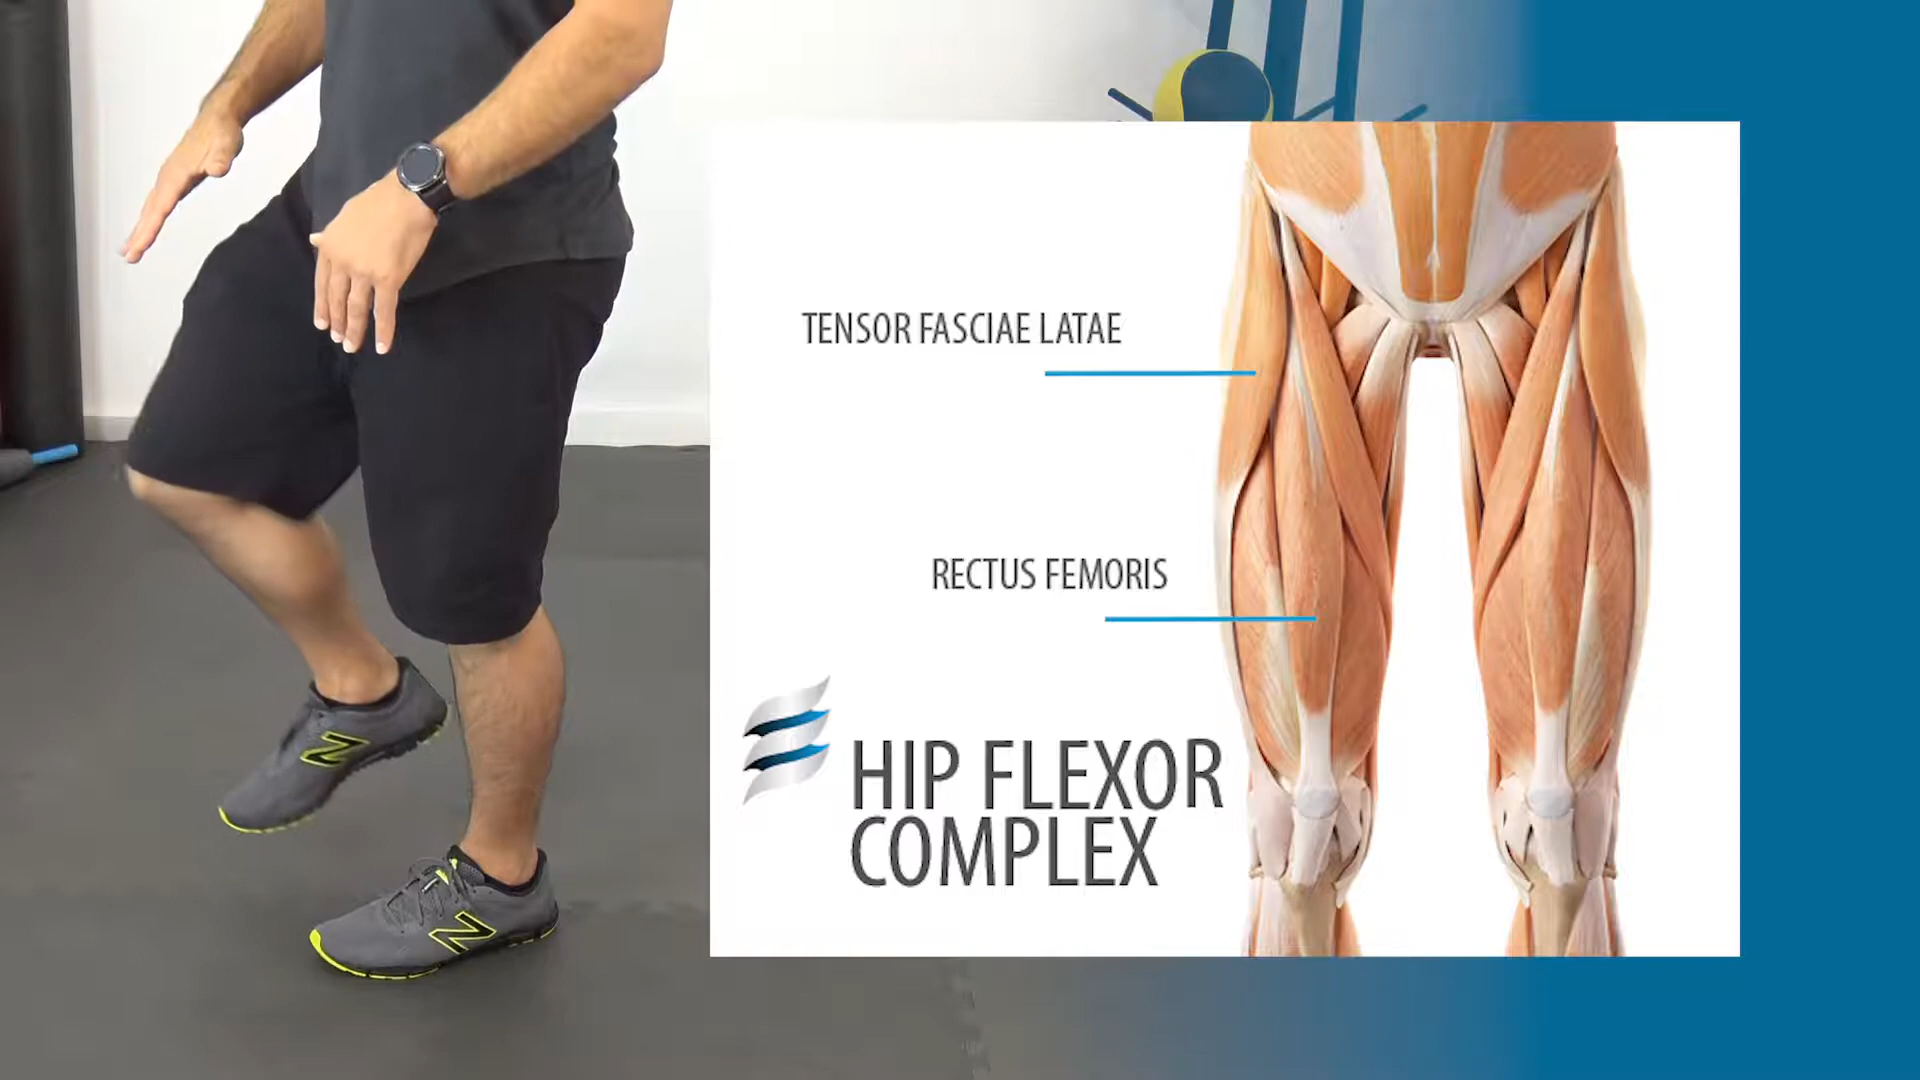 TENSOR FASCIAE LATAE
RECTUS FEMORIS
HIP FLEXOR
COMPLEX
N
N